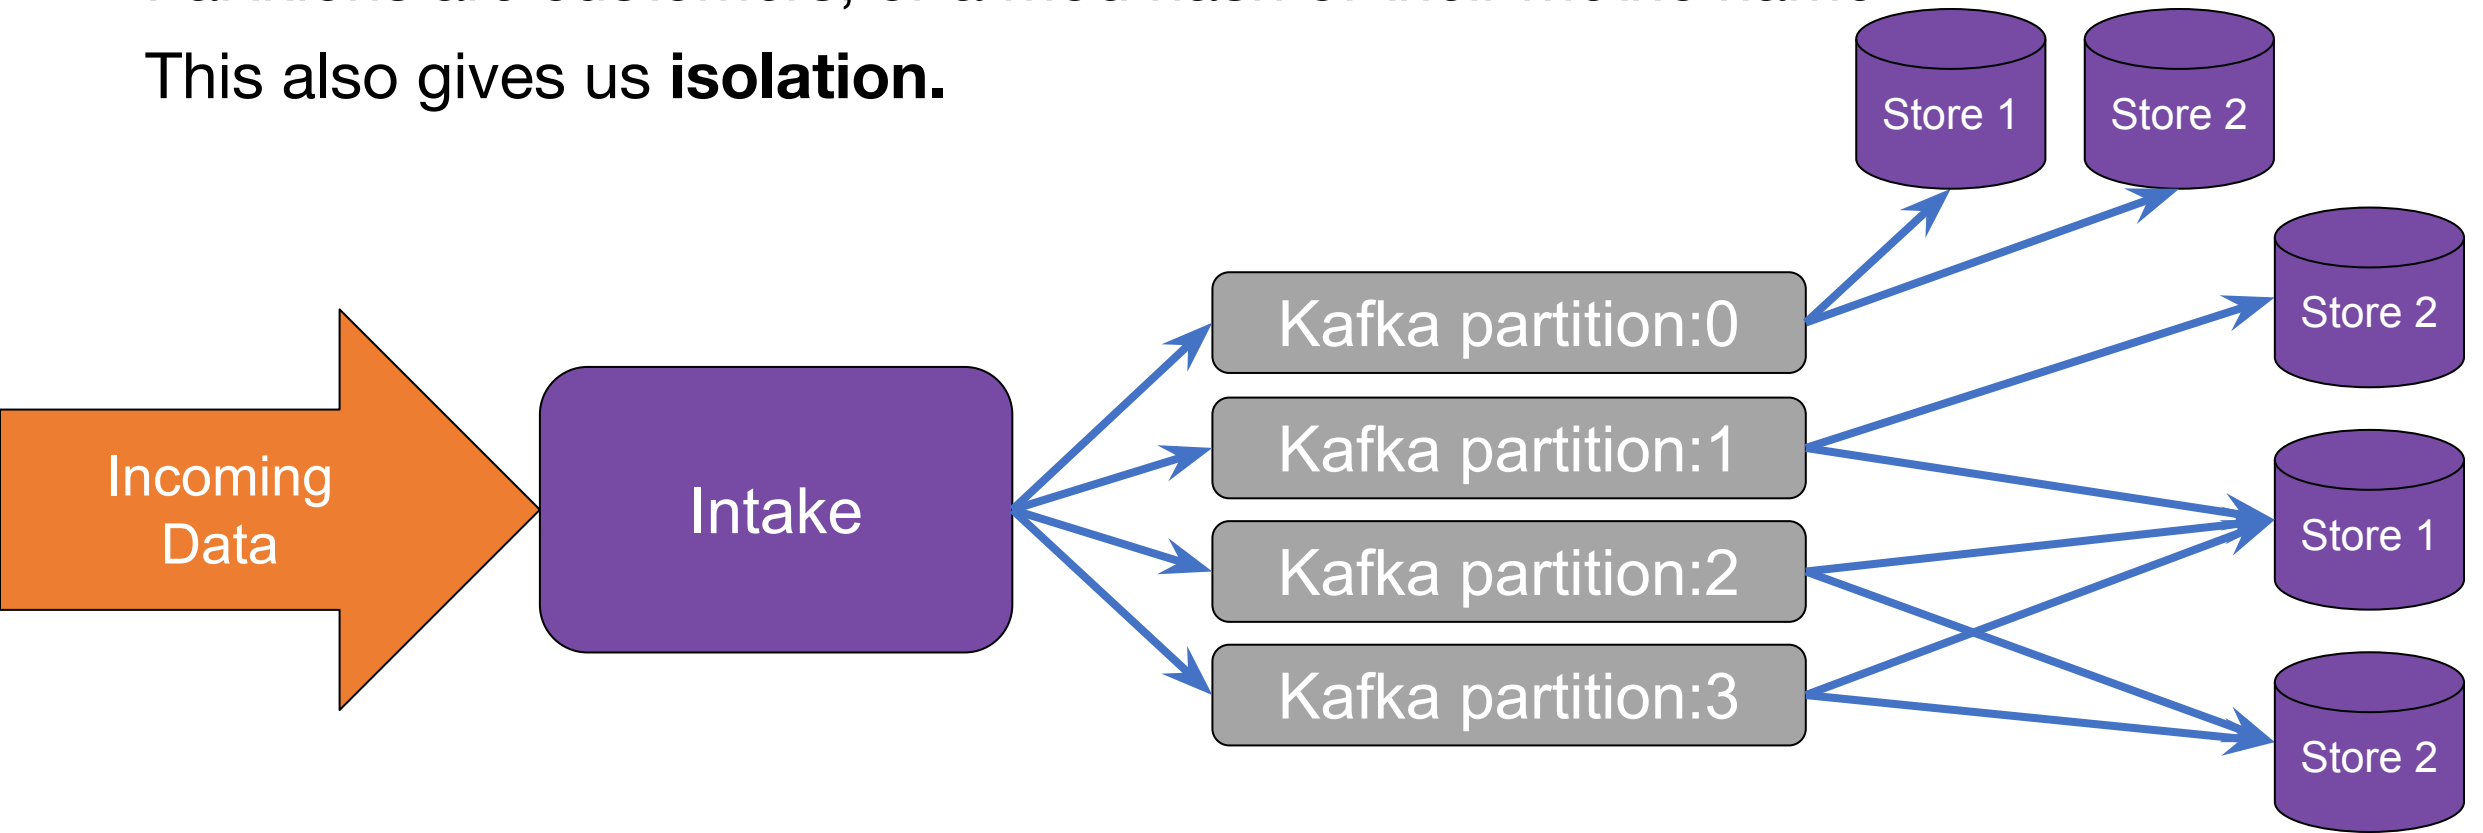 This also gives us isolation.
Store 1
Store 2
Store 2
Kafka partition:0
Kafka partition:1
Incoming
Data
Intake
Store 1
Kafka partition:2
Kafka partition:3
Store 2